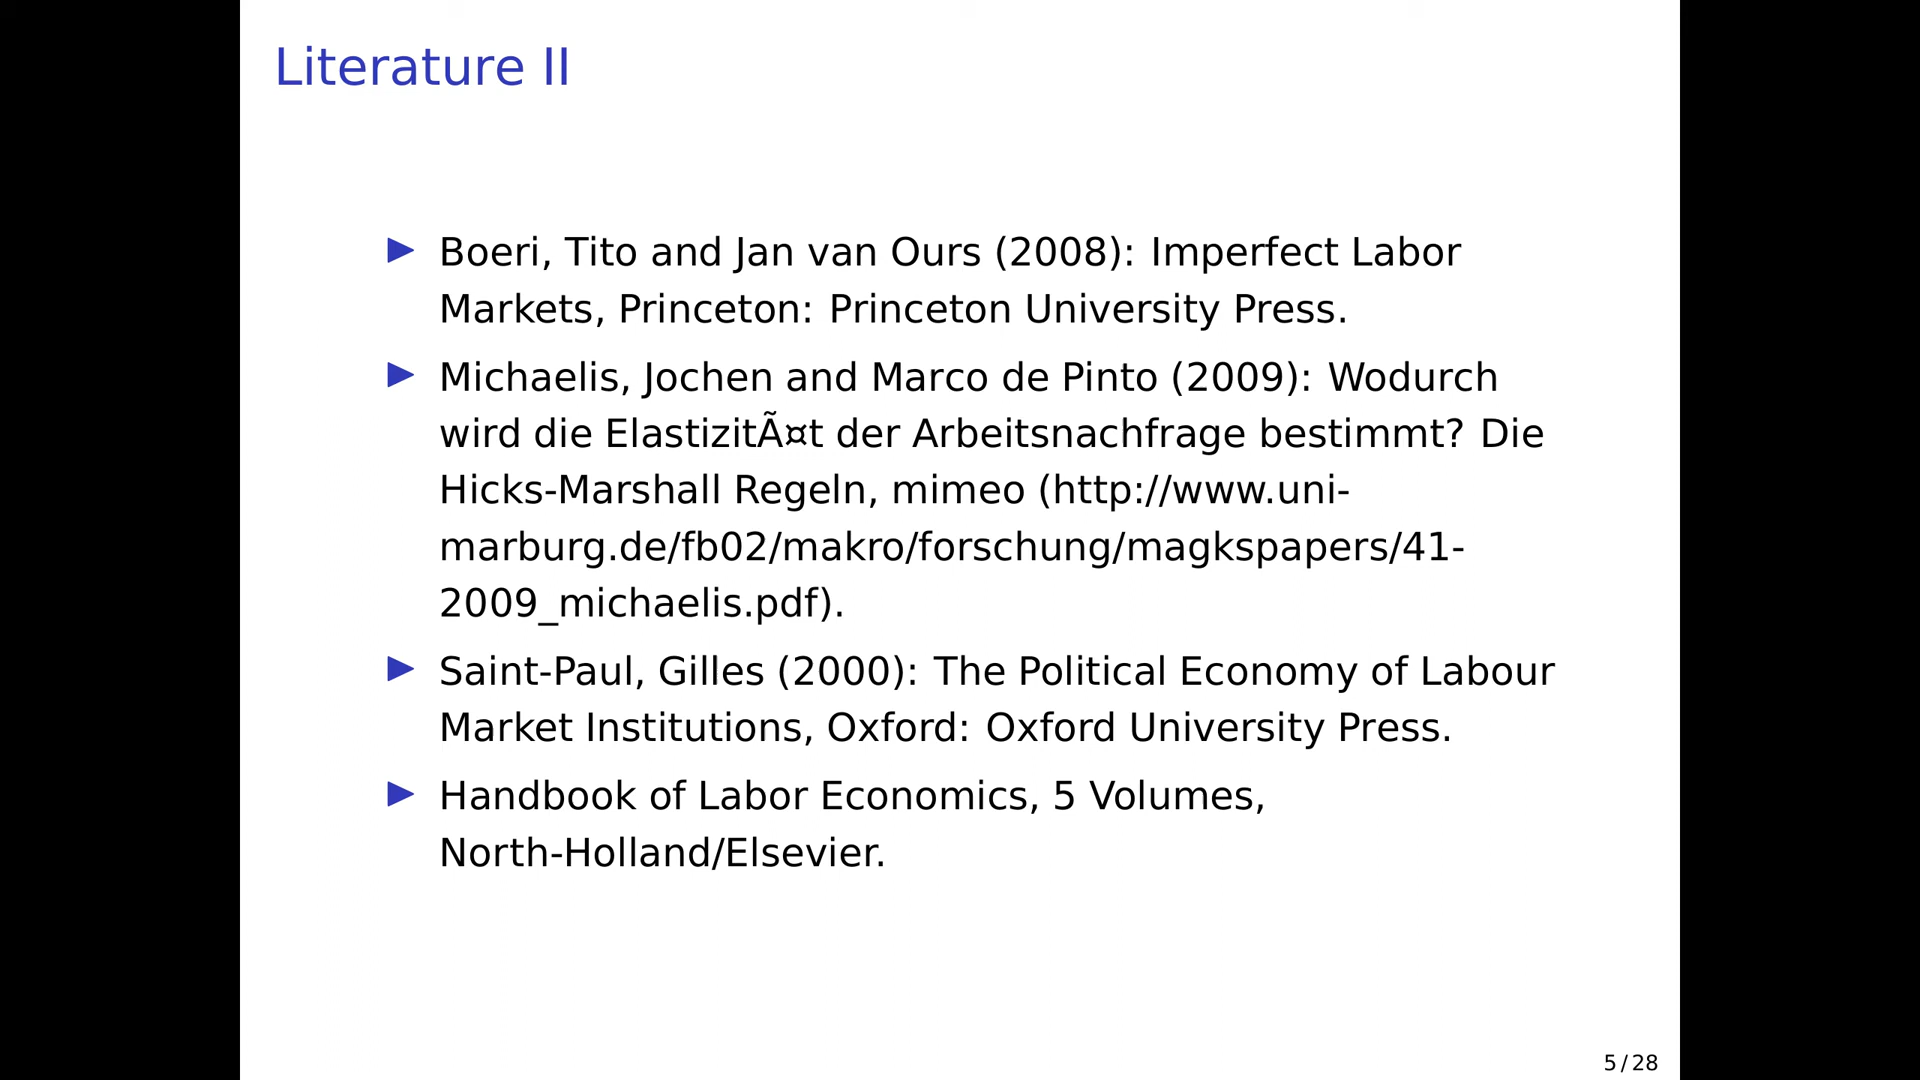 Literature II
Boeri, Tito and Jan van Ours (2008): Imperfect Labor
Markets, Princeton: Princeton University Press.
Michaelis, Jochen and Marco de Pinto (2009): Wodurch
wird die ElastizitÃ¤t der Arbeitsnachfrage bestimmt? Die
Hicks-Marshall Regeln, mimeo (http://www.uni-
marburg.de/fb02/makro/forschung/magkspapers/41-
2009_michaelis.pdf).
Saint-Paul, Gilles (2000): The Political Economy of Labour
Market Institutions, Oxford: Oxford University Press.
Handbook of Labor Economics, 5 Volumes,
North-Holland/Elsevier.
5/28